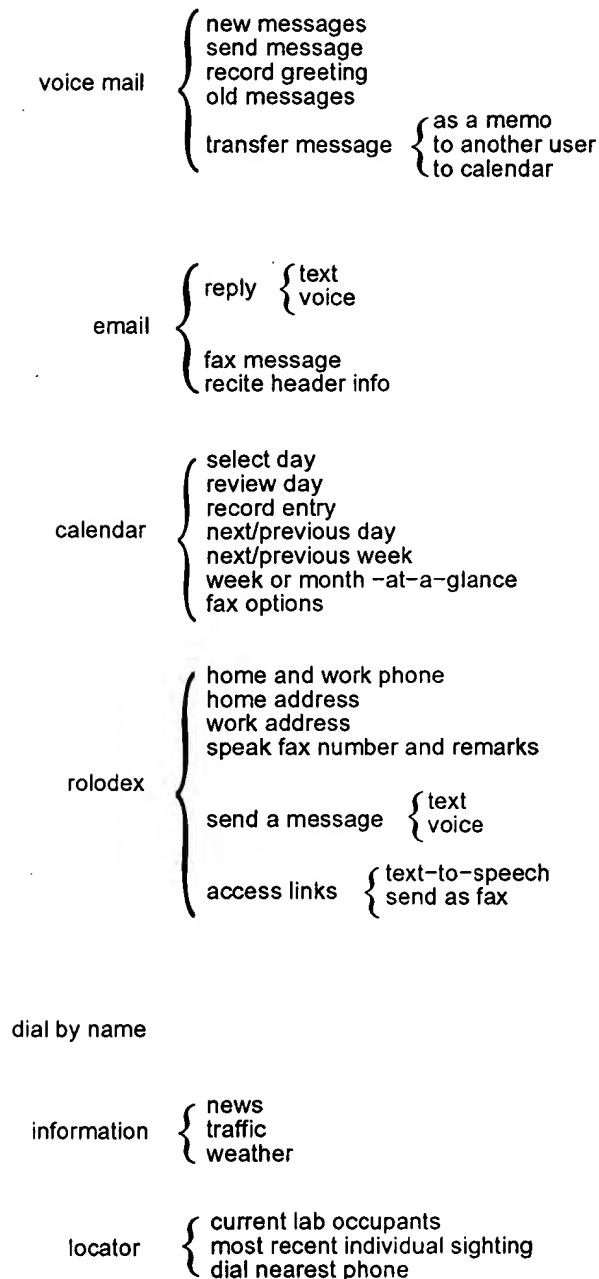 voice mail
new messages
send message
record greeting
old messages
transfer message
as a memo
to another user
to calendar
email
reply
text
voice
fax message
recite header info
calendar
select day
review day
record entry
next/previous day
next/previous week
week or month -at-a-glance
fax options
rolodex
home and work phone
home address
work address
speak fax number and remarks
send a message
text
voice
access links
text-to-speech
send as fax
dial by name
information
news
traffic
weather
locator
current lab occupants
most recent individual sighting
dial nearest phone